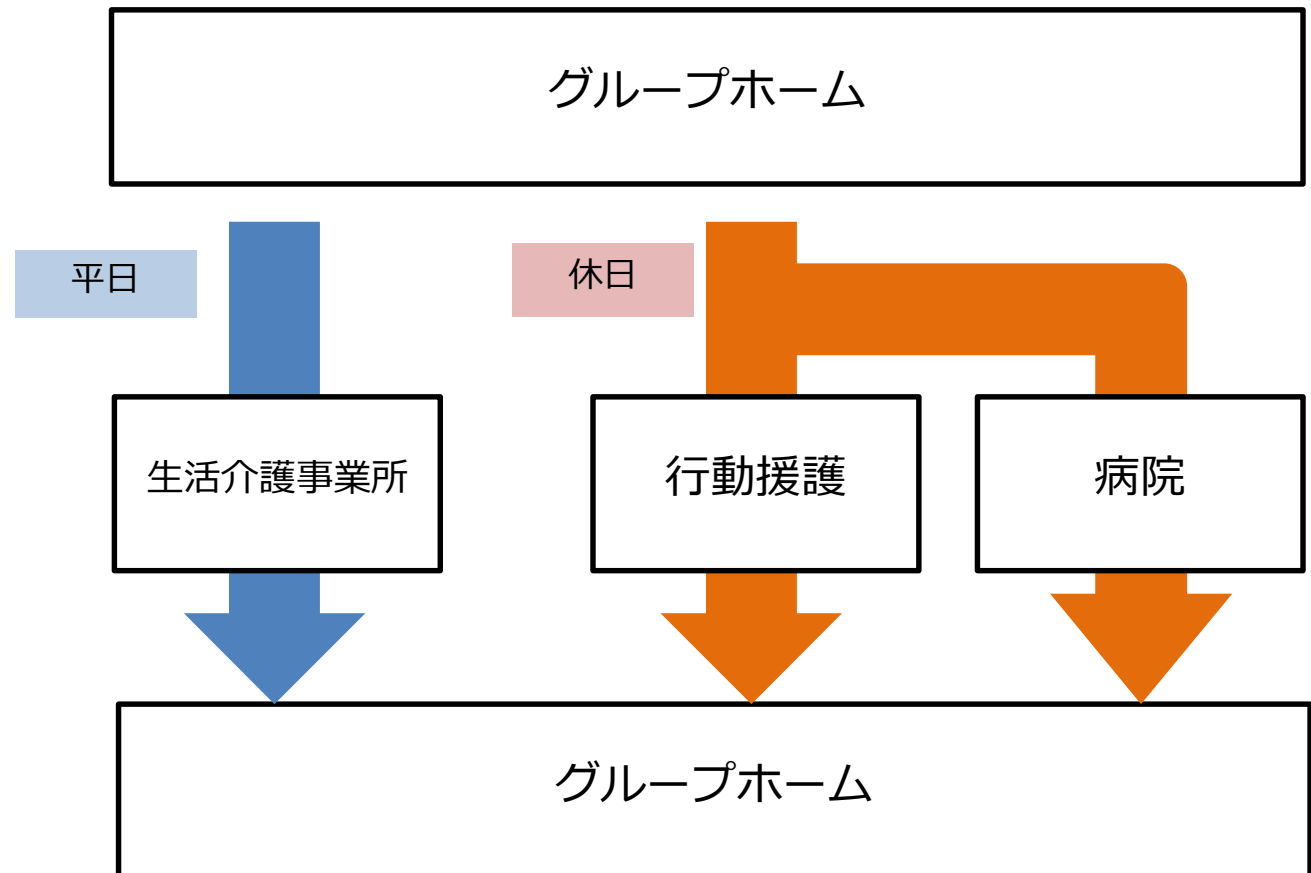 グループホーム
平日
休日
生活介護事業所
行動援護
病院
グループホーム